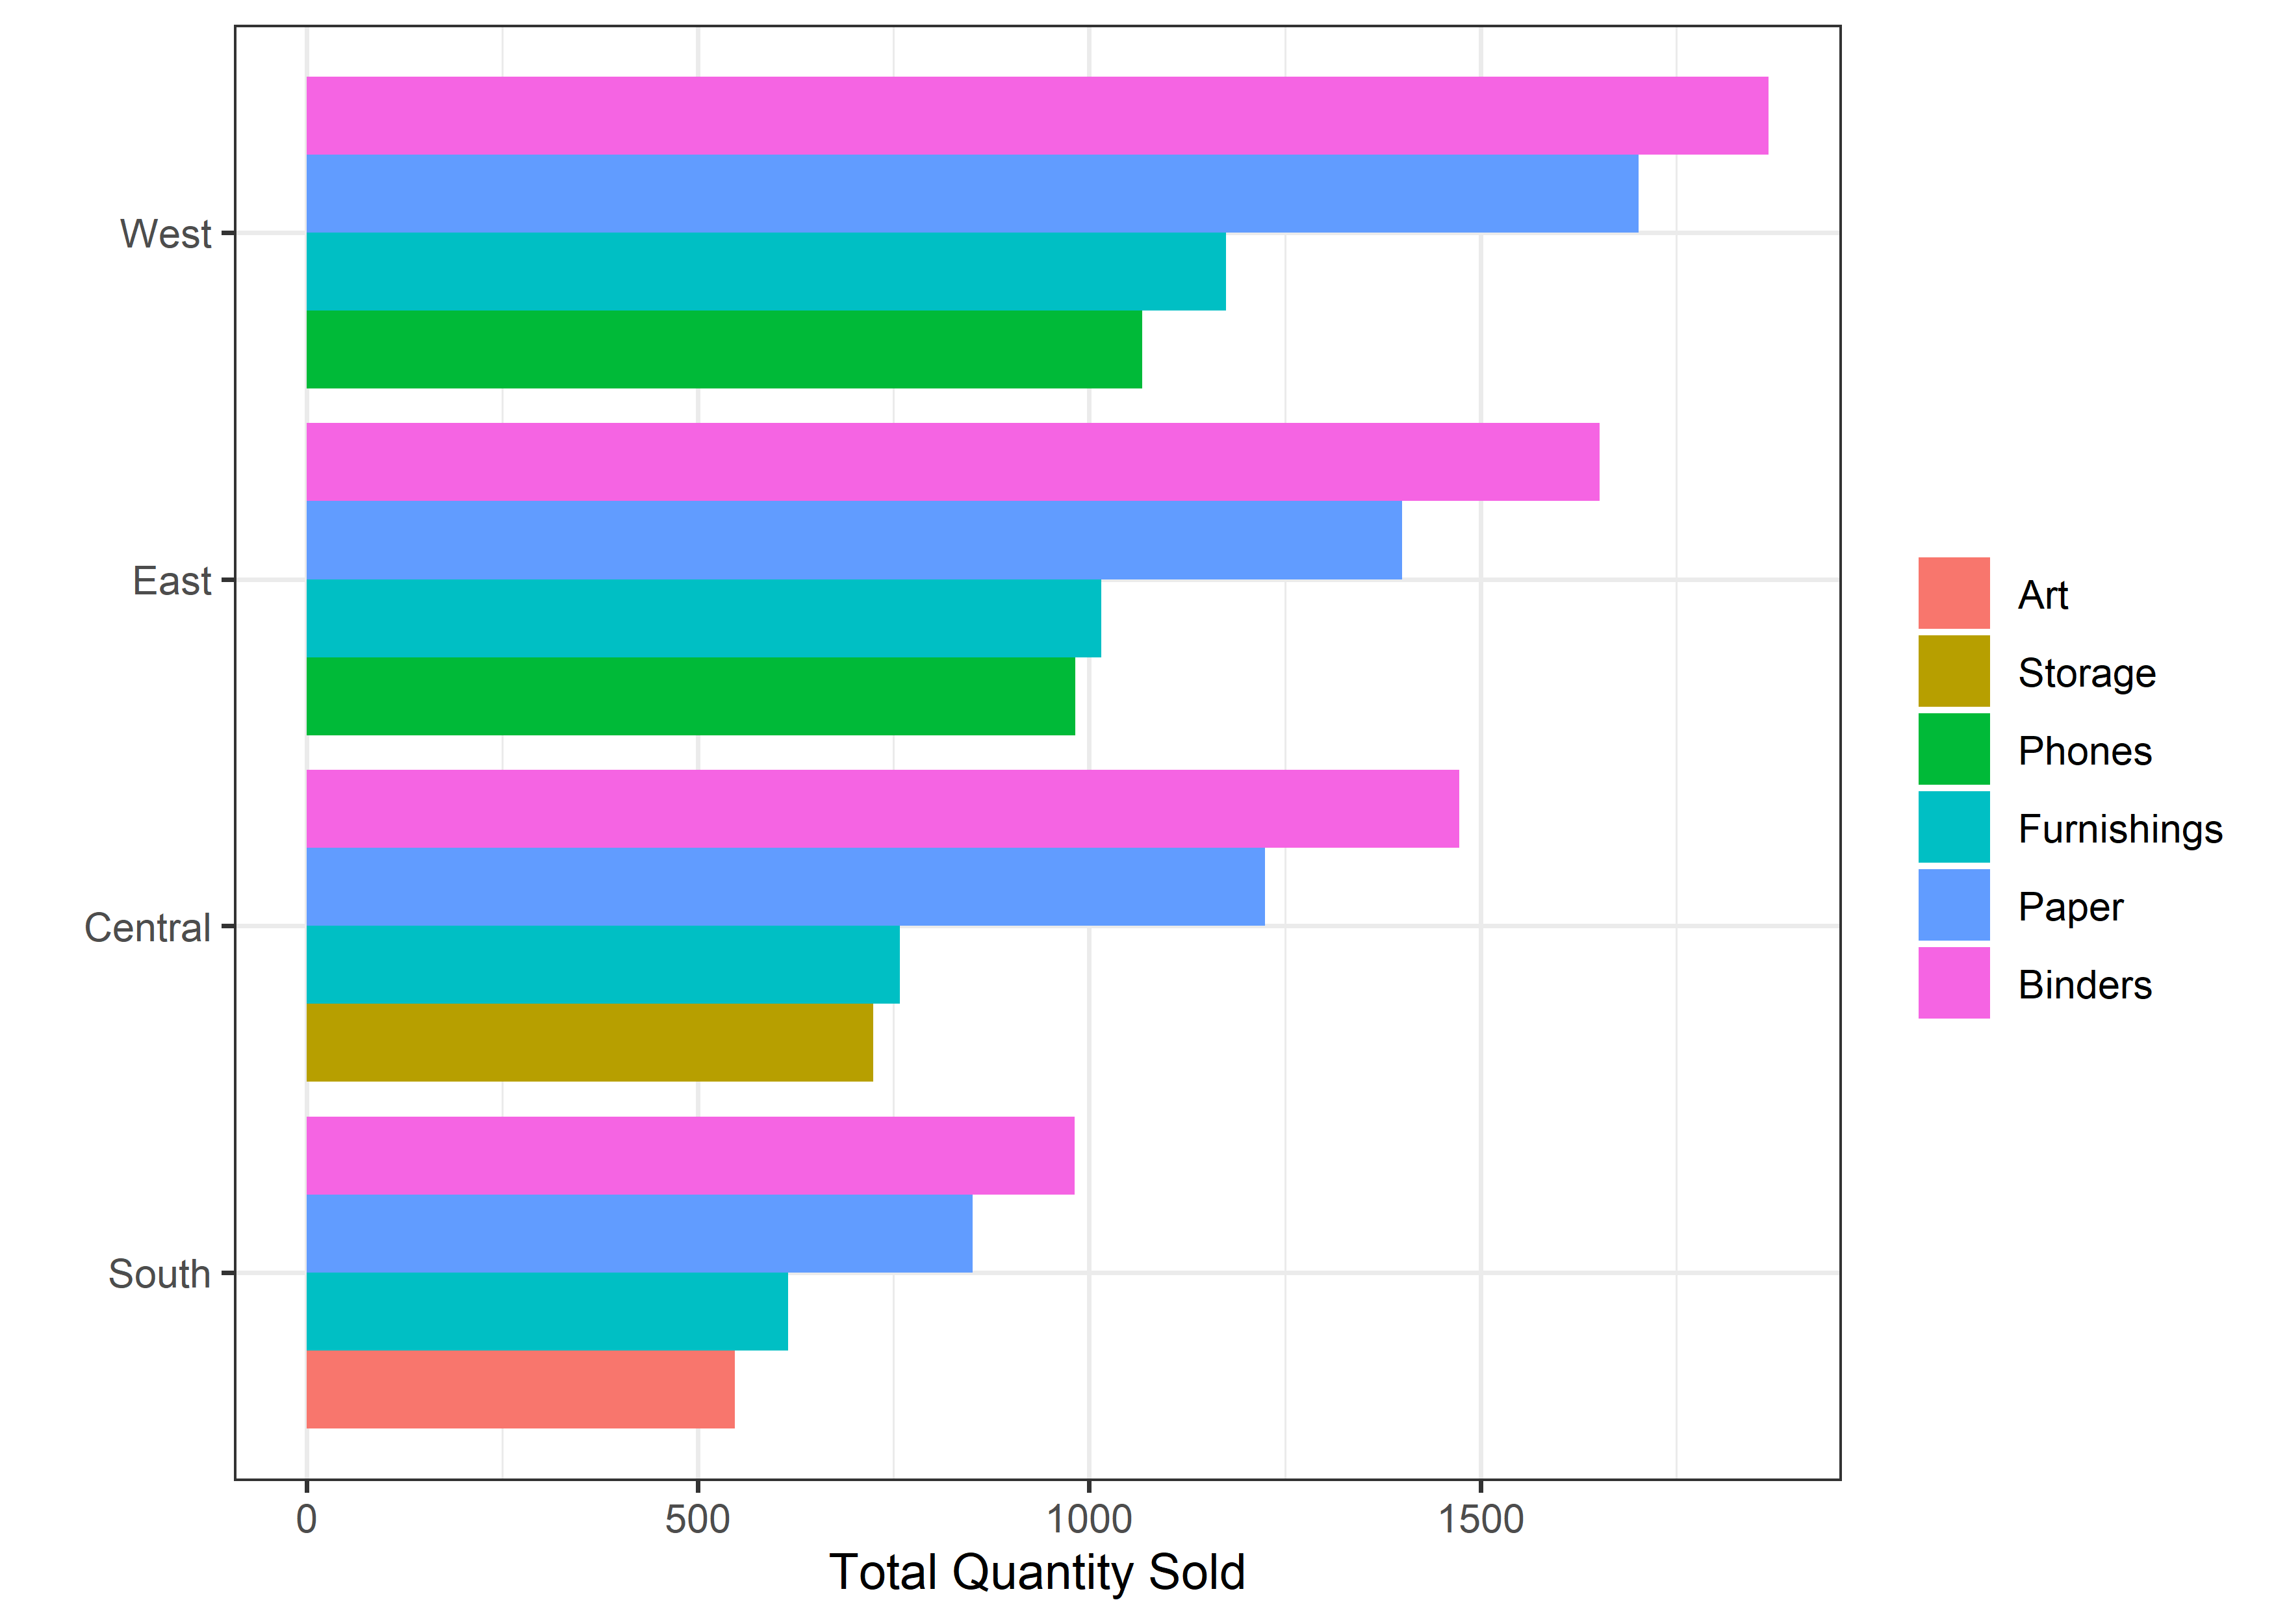 West
East
Central
South
0 500 1000 1500
Total Quantity Sold
Art
Storage
Phones
Furnishings
Paper
Binders